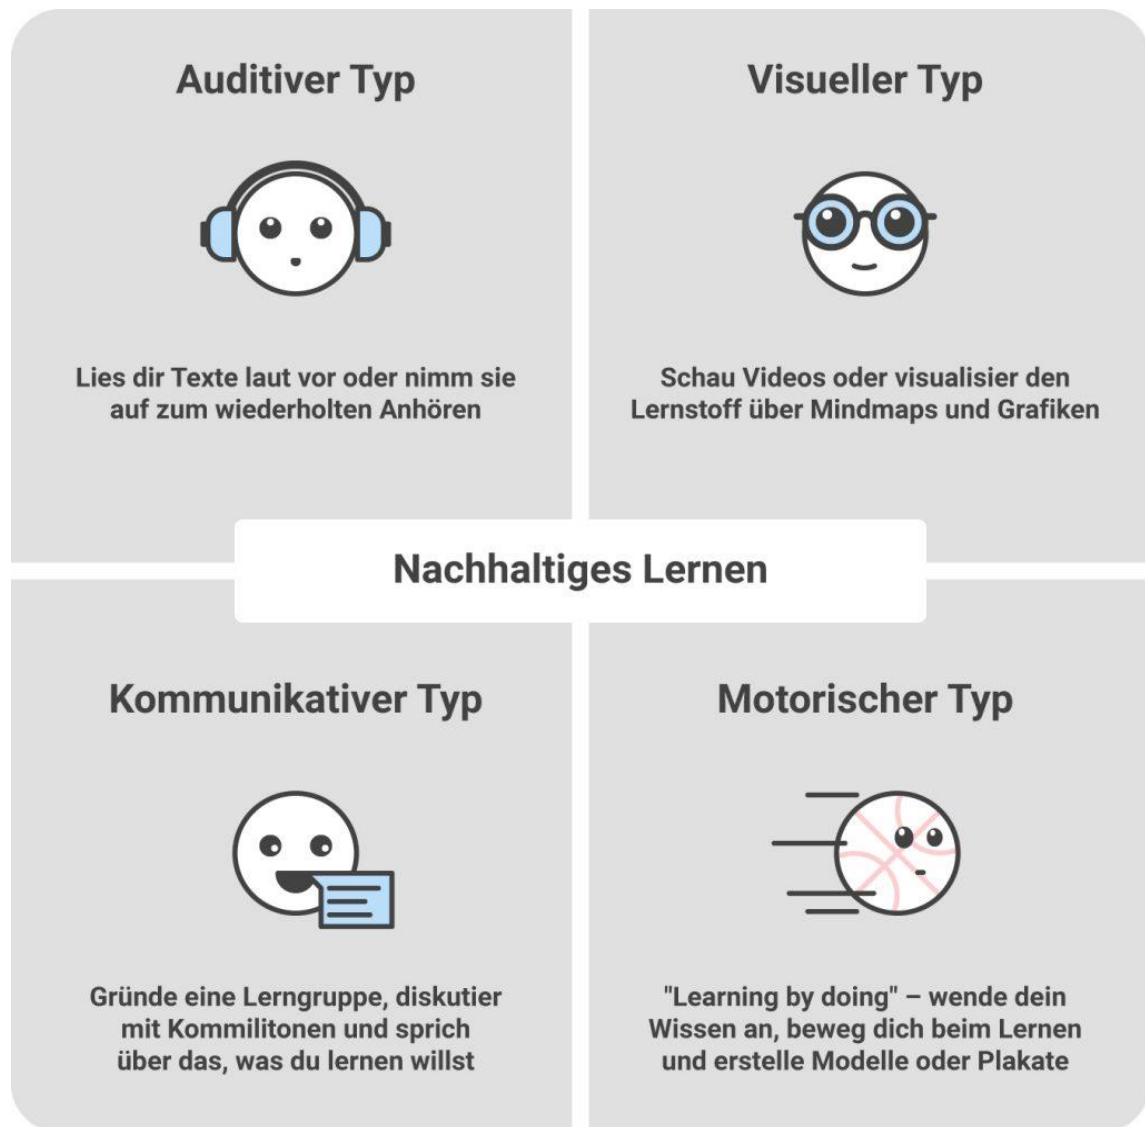 Auditiver Typ
Lies dir Texte laut vor oder nimm sie
auf zum wiederholten Anhören
Visueller Typ
Schau Videos oder visualisier den
Lernstoff über Mindmaps und Grafiken
Nachhaltiges Lernen
Kommunikativer Typ
Gründe eine Lerngruppe, diskutier
mit Kommilitonen und sprich
über das, was du lernen willst
Motorischer Typ
"Learning by doing" – wende dein
Wissen an, beweg dich beim Lernen
und erstelle Modelle oder Plakate